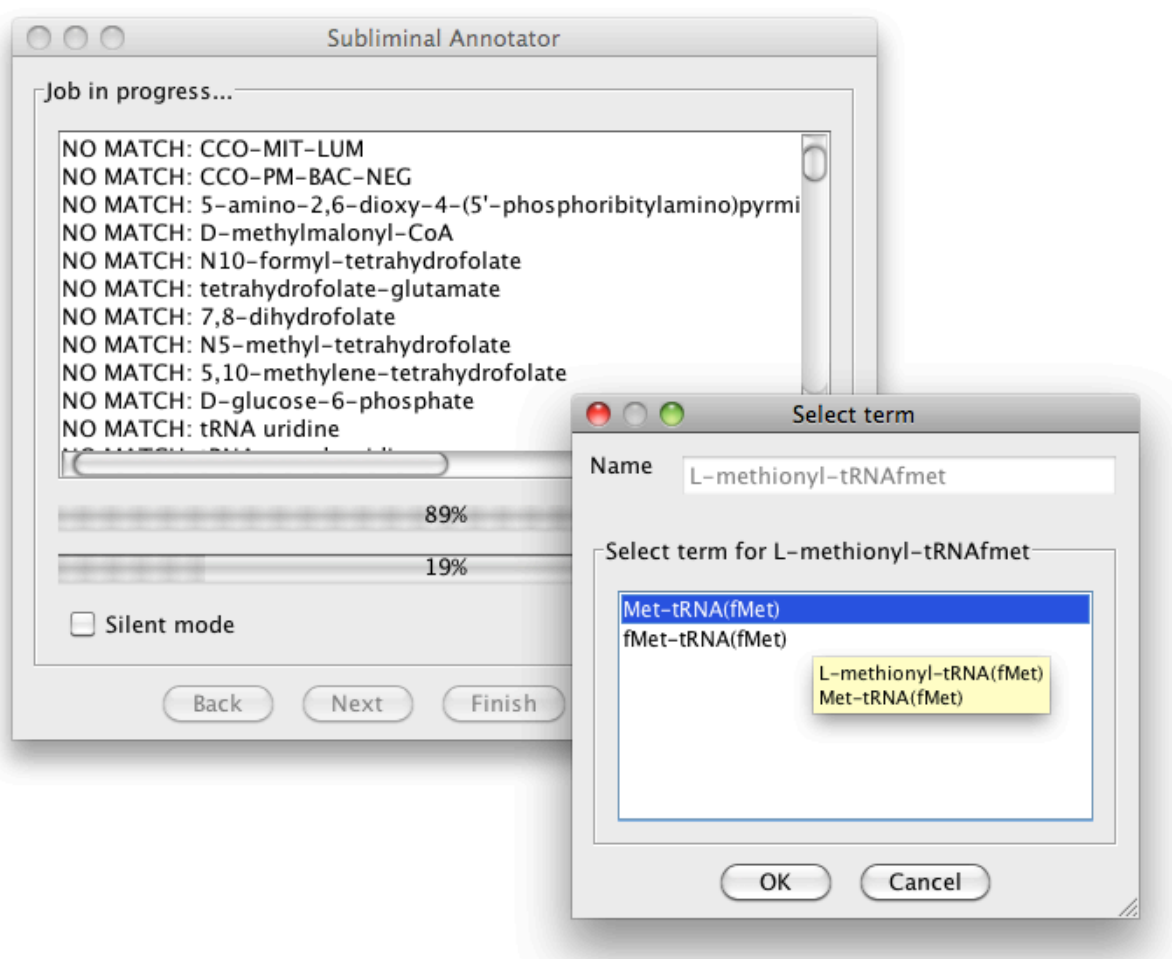 Subliminal Annotator
Job in progress...
NO MATCH: CCO-MIT-LUM
NO MATCH: CCO-PM-BAC-NEG
NO MATCH: 5-amino-2,6-dioxy-4-(5'-phosphoribitylamino)pyrmi
NO MATCH: D-methylmalonyl-CoA
NO MATCH: N10-formyl-tetrahydrofolate
NO MATCH: tetrahydrofolate-glutamate
NO MATCH: 7,8-dihydrofolate
NO MATCH: N5-methyl-tetrahydrofolate
NO MATCH: 5,10-methylene-tetrahydrofolate
NO MATCH: D-glucose-6-phosphate
NO MATCH: tRNA uridine
89%
19%
Silent mode
Back Next Finish
Select term
Name L-methionyl-tRNAfmet
Select term for L-methionyl-tRNAfmet
Met-tRNA(fMet)
fMet-tRNA(fMet)
L-methionyl-tRNA(fMet)
Met-tRNA(fMet)
OK Cancel